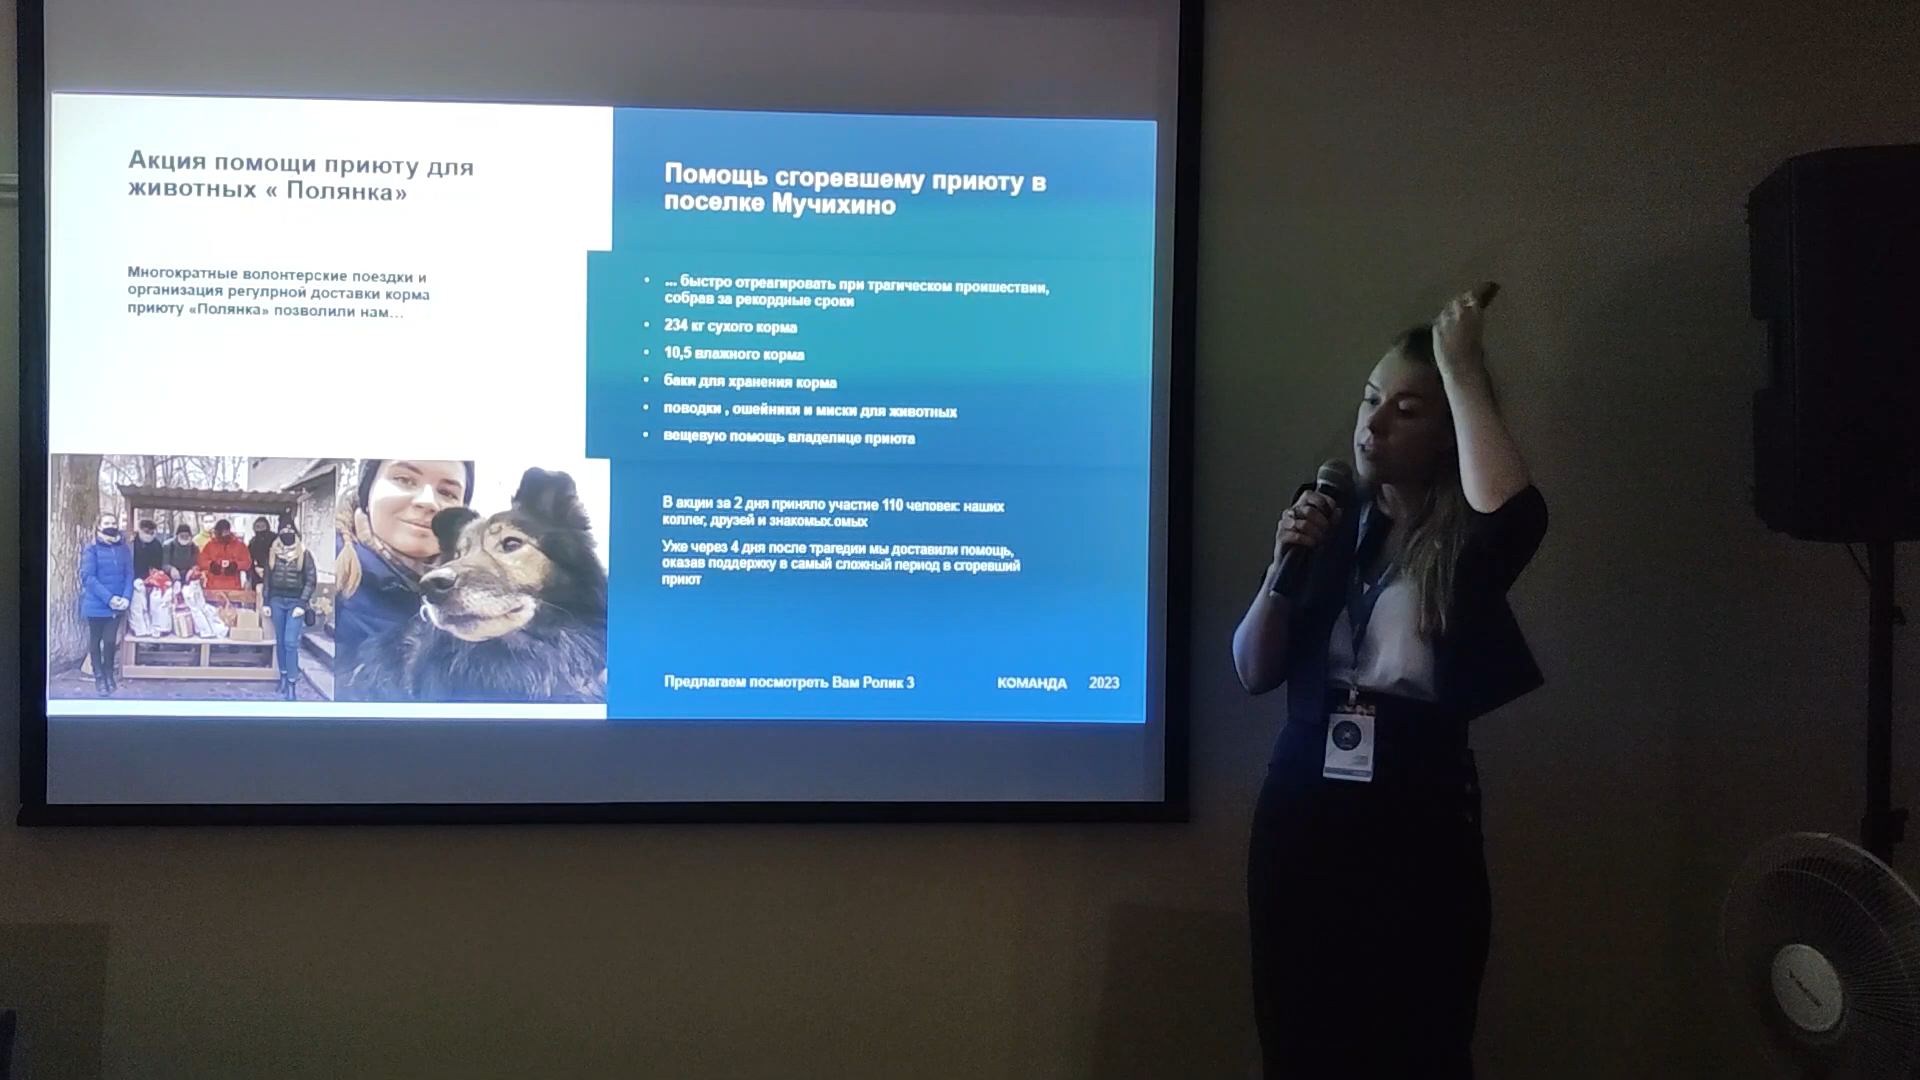 Акция помощи приюту для
животных « Полянка»
Многократные волонтерские поездки и
организация регулрной доставки корма
приюту «Полянка» позволили нам...
Помощь сгоревшему приюту в
поселке Мучихино
• ... быстро отреагировать при трагическом проишествии,
собрав за рекордные сроки
• 234 кг сухого корма
• 10,5 влажного корма
• баки для хранения корма
• поводки , ошейники и миски для животных
• вещевую помощь владелице приюта
В акции за 2 дня приняло участие 110 человек: наших
коллег, друзей и знакомых.омых
Уже через 4 дня после трагедии мы доставили помощь,
оказав поддержку в самый сложный период в сгоревший
приют
Предлагаем посмотреть Вам Ролик 3
КОМАНДА 2023